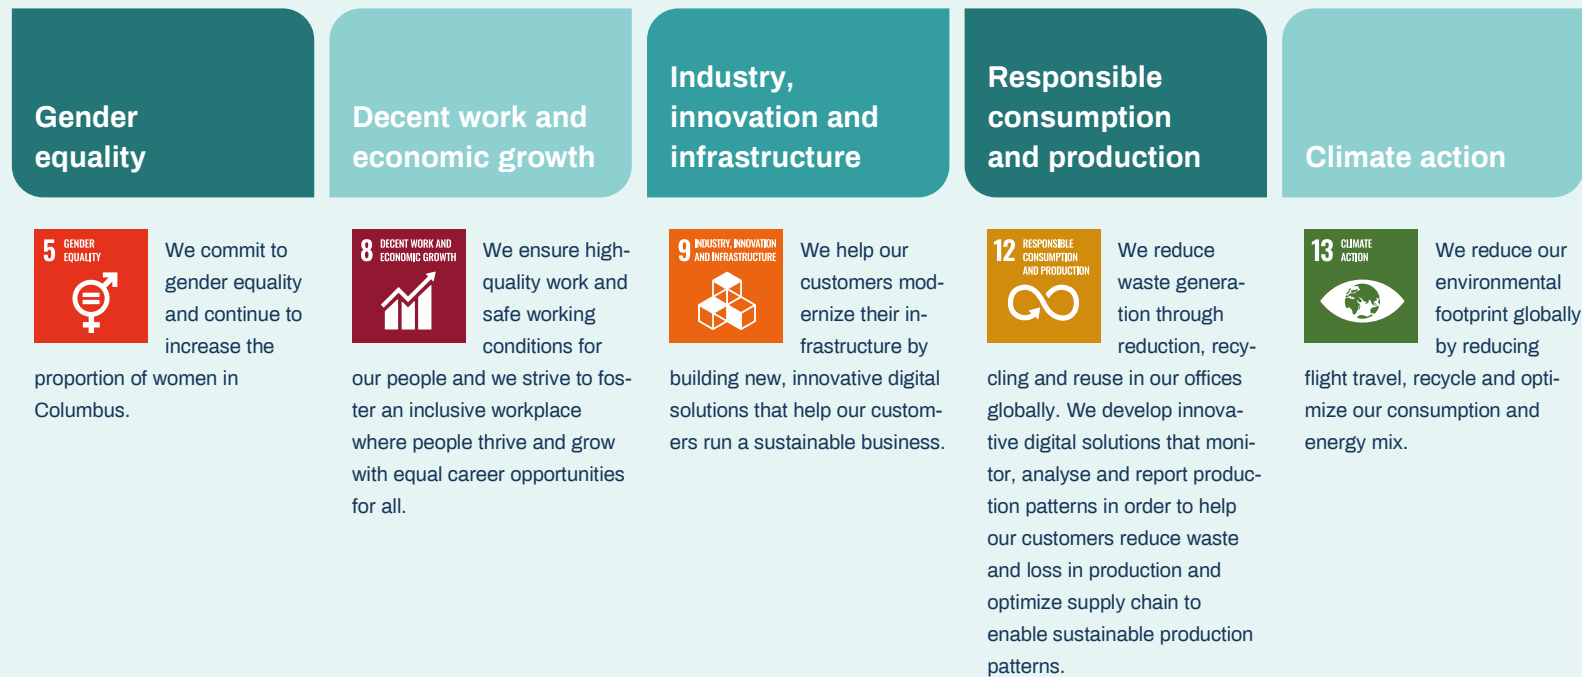 Gender
equality
Decent work and
economic growth
Industry,
innovation and
infrastructure
Responsible
consumption
and production
Climate action
5 GENDER
EQUALITY
We commit to
gender equality
and continue to
increase the
proportion of women in
Columbus.
8 DECENT WORK AND
ECONOMIC GROWTH
We ensure high-
quality work and
safe working
conditions for
our people and we strive to fos-
ter an inclusive workplace
where people thrive and grow
with equal career opportunities
for all.
9 INDUSTRY, INNOVATION
AND INFRASTRUCTURE
We help our
customers mod-
ernize their in-
frastructure by
building new, innovative digital
solutions that help our custom-
ers run a sustainable business.
12 RESPONSIBLE
CONSUMPTION
AND PRODUCTION
We reduce
waste genera-
tion through
reduction, recy-
cling and reuse in our offices
globally. We develop innova-
tive digital solutions that moni-
tor, analyse and report produc-
tion patterns in order to help
our customers reduce waste
and loss in production and
optimize supply chain to
enable sustainable production
patterns.
13 CLIMATE
ACTION
We reduce our
environmental
footprint globally
by reducing
flight travel, recycle and opti-
mize our consumption and
energy mix.